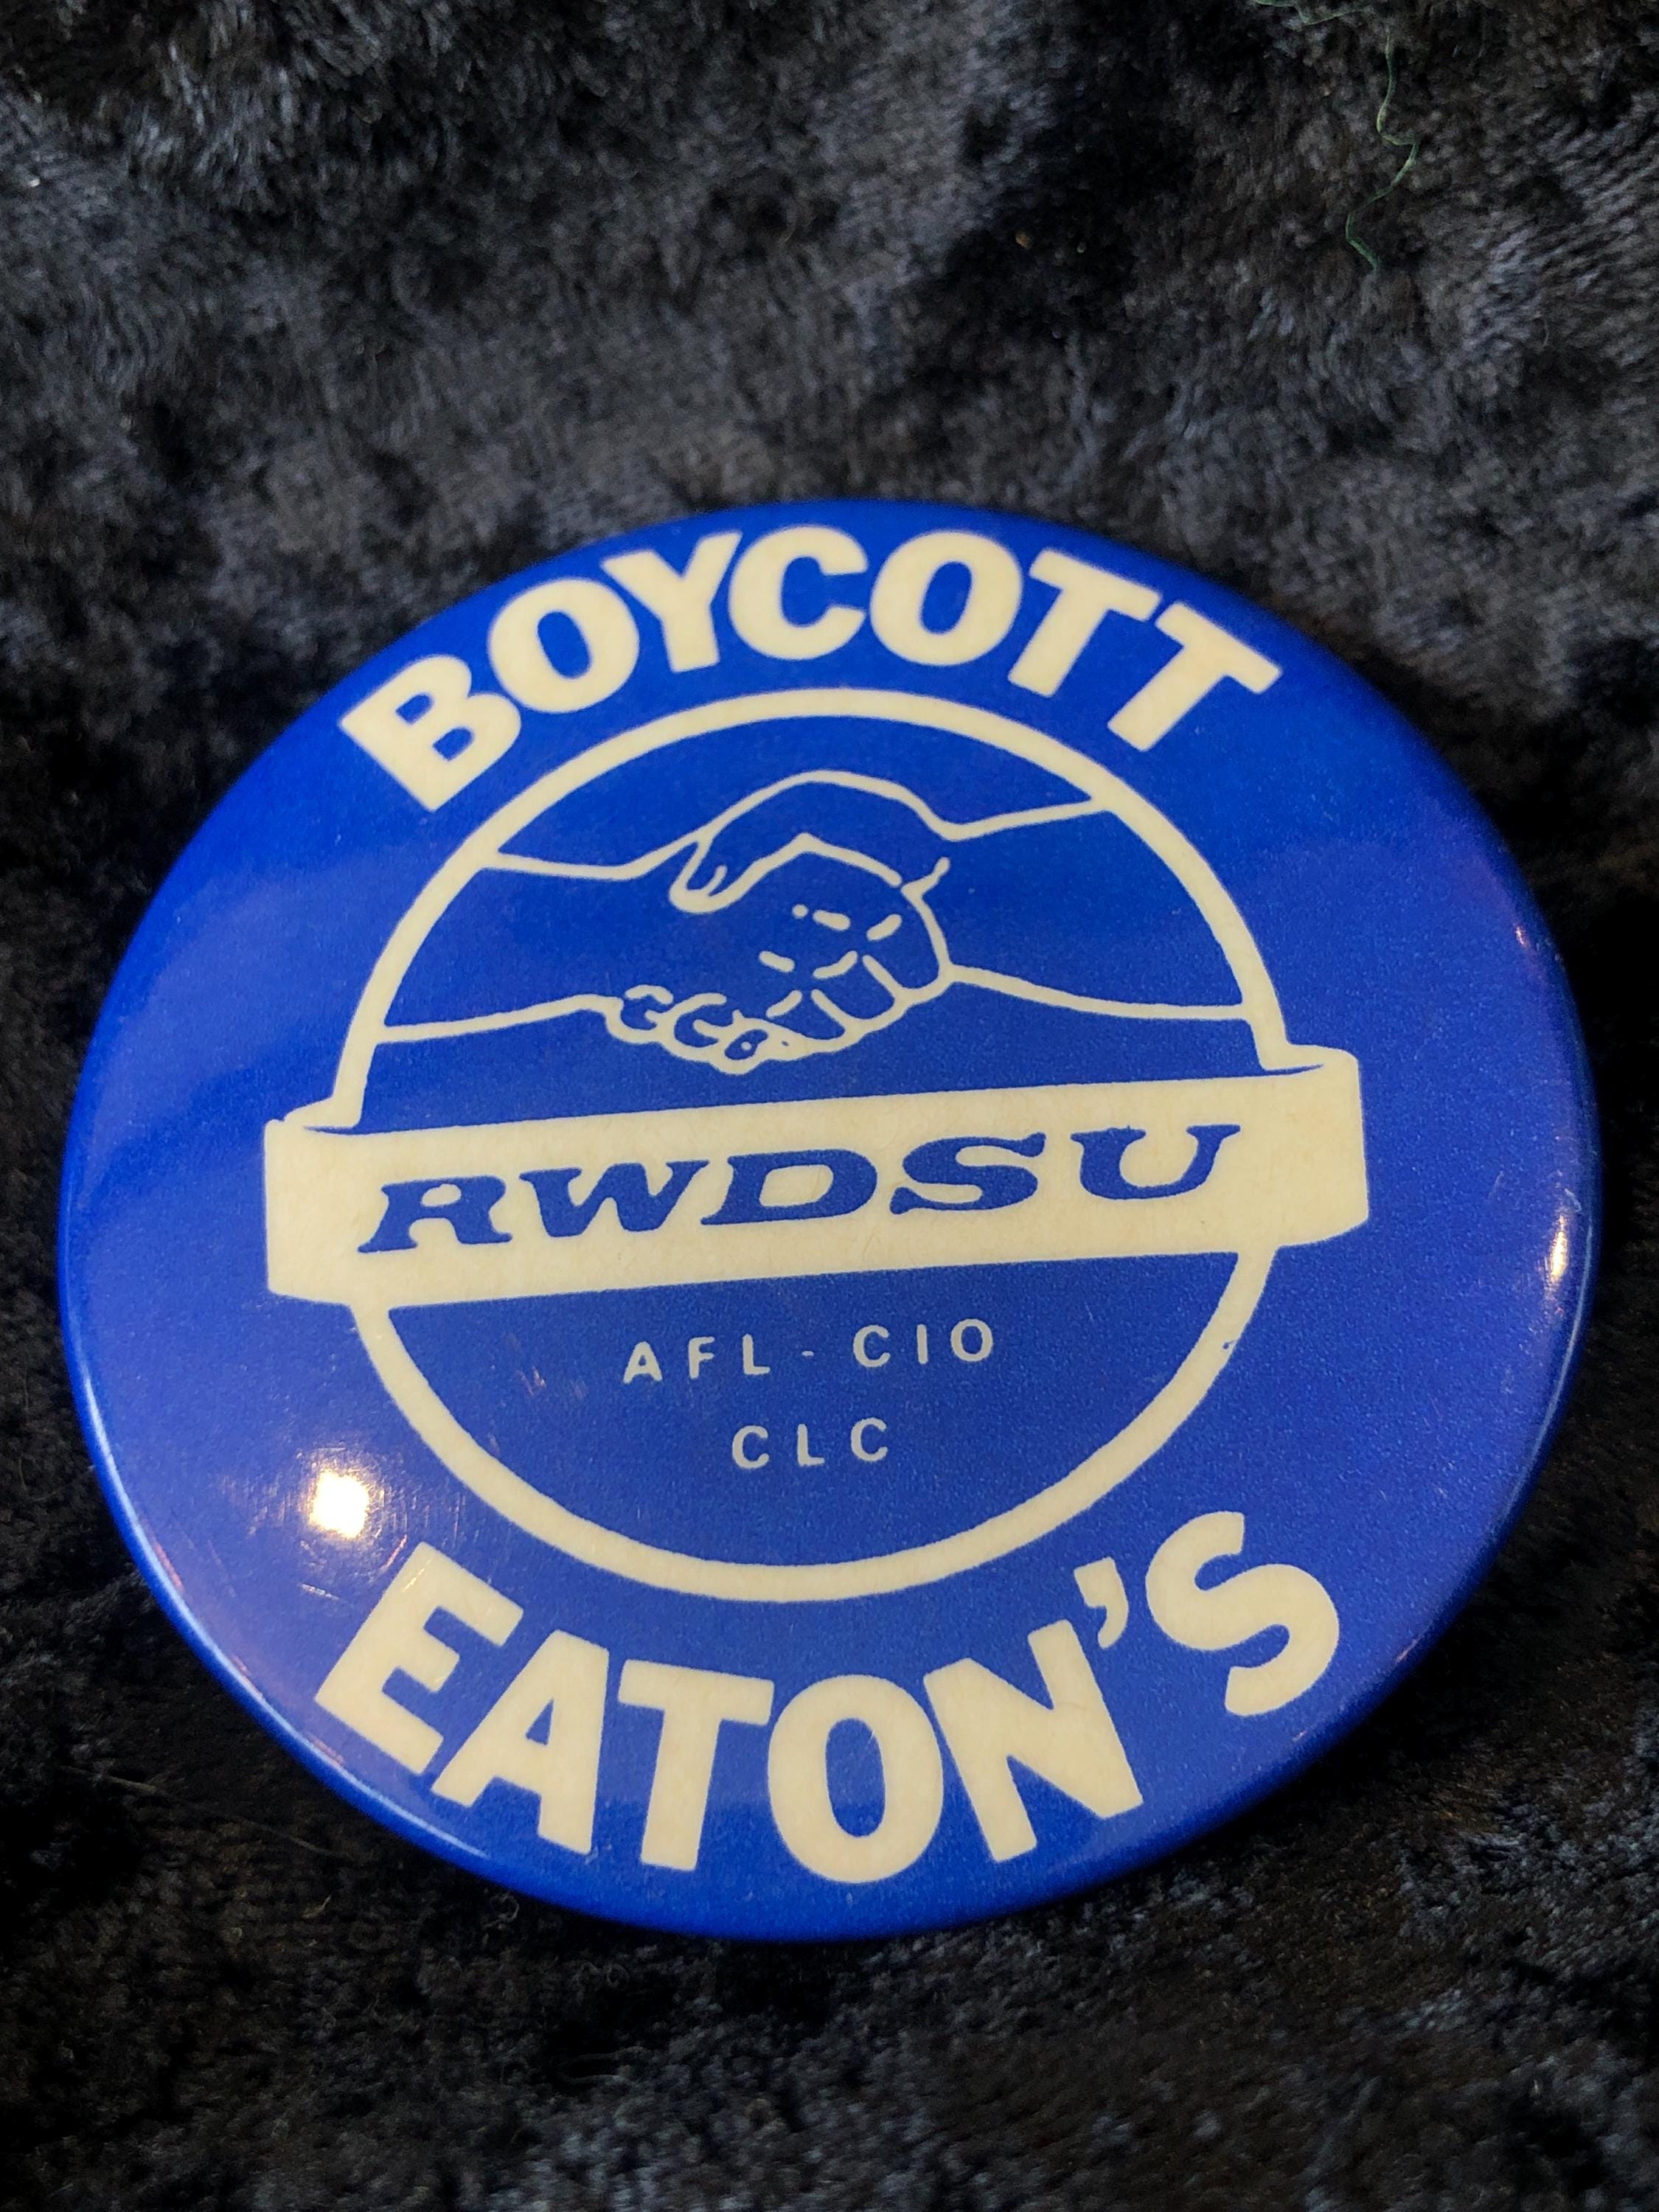 BOYCOTT
RWDSU
AFL-CIO
CLC
EATON'S